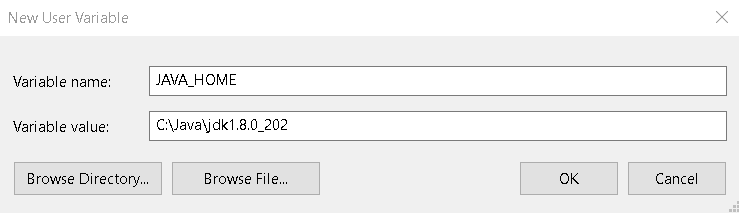 New User Variable
Variable name: JAVA_HOME
Variable value: C:\Java\jdk1.8.0_202
Browse Directory... Browse File... OK Cancel